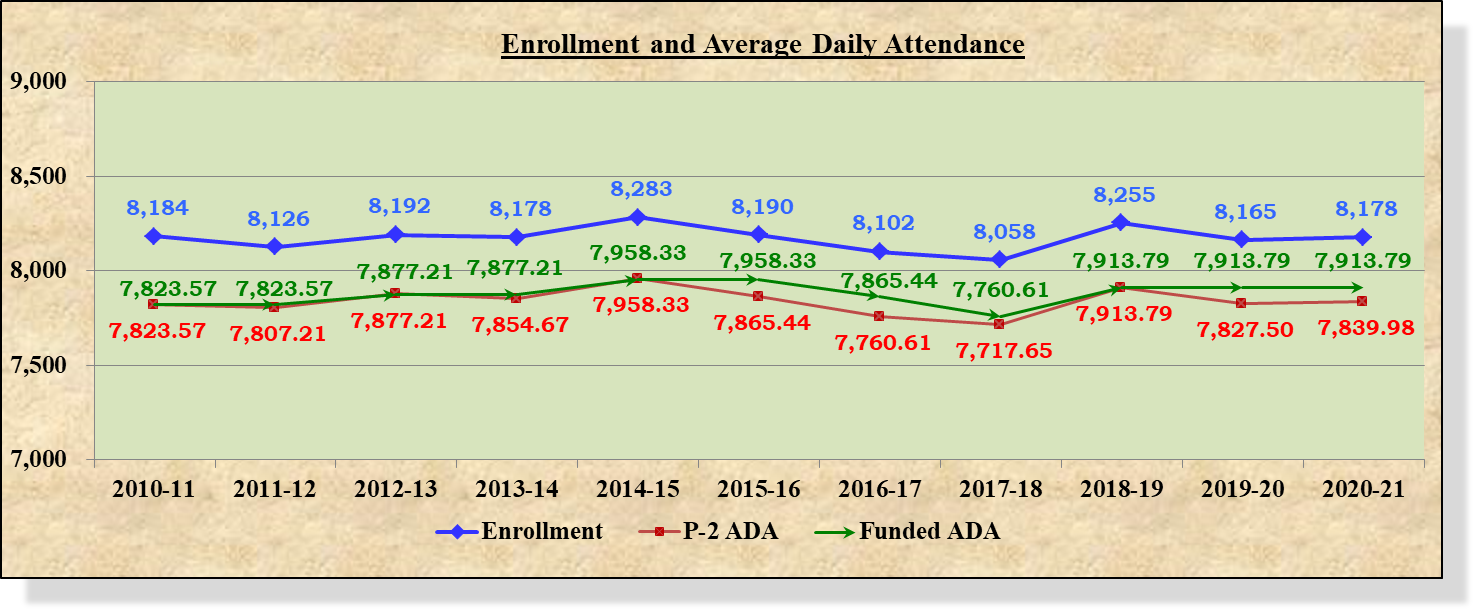 Enrollment and Average Daily Attendance
9,000
8,500
8,000
7,500
7,000
8,184 8,126 8,192 8,178 8,283 8,190 8,102 8,058 8,255 8,165 8,178
7,823.57 7,823.57 7,877.21 7,877.21 7,958.33 7,958.33 7,865.44 7,760.61 7,913.79 7,913.79 7,913.79
7,823.57 7,807.21 7,877.21 7,854.67 7,958.33 7,865.44 7,760.61 7,717.65 7,913.79 7,827.50 7,839.98
2010-11 2011-12 2012-13 2013-14 2014-15 2015-16 2016-17 2017-18 2018-19 2019-20 2020-21
Enrollment P-2 ADA Funded ADA